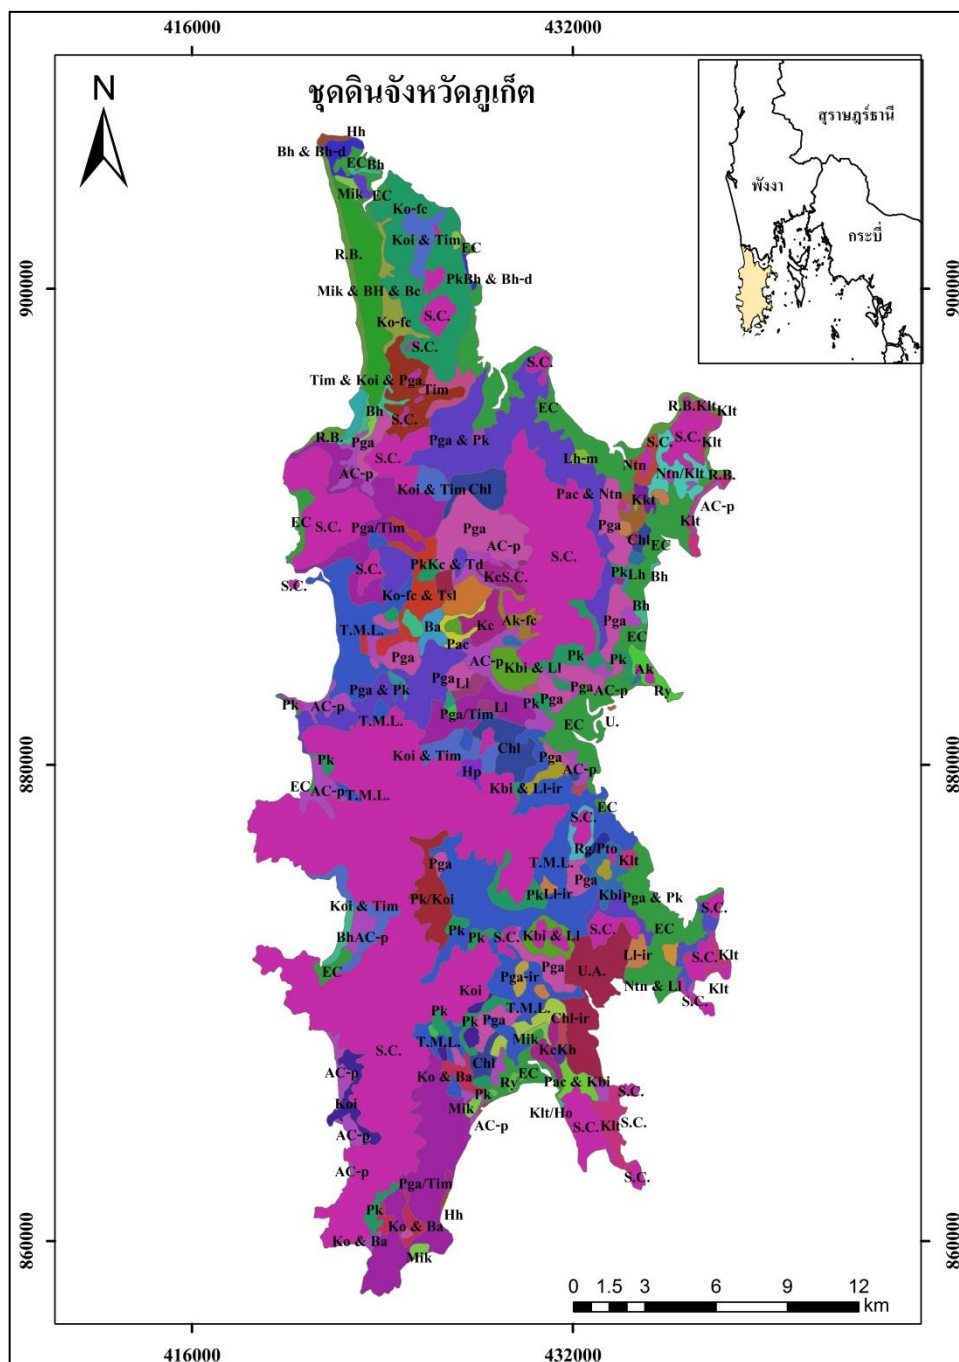 416000 432000
N
ชุดดินจังหวัดภูเก็ต
สุราษฎร์ธานี
พังงา
กระบี่
Hh
Bh & Bh-d
EC Bh
Mik EC
Ko-fc
Koi & Tim
R.B. EC
Pk Bh & Bh-d
900000 900000
Mik & BH & Bc
S.C.
Ko-fc
S.C.
S.C.
Tim & Koi & Pga Tim
EC
Bh
S.C.
R.B. Klt Klt
R.B. Pga Pga & Pk
S.C. S.C. Klt
S.C.
Lh-m
AC-p Ntn Ntn/Klt R.B.
Koi & Tim Chl Pac & Ntn
Kkt AC-p
EC S.C. Pga/Tim Pga Pga Klt
Chl
AC-p S.C. EC
Pk Kc & Td
S.C. Kc S.C. Pk Lh Bh
S.C.
Ko-fc & Tsl Bh
T.M.L. Ba Kc Ak-fc Pga
EC
Pac
Pga AC-p Pk Pk
Kbi & Ll
Pga Ll Ak
Pga & Pk Pga AC-p Ry
Pk AC-p Pk Pga
T.M.L. Pga/Tim Ll
EC U.
Koi & Tim Chl
Pk Pga
880000 880000
Hp AC-p
EC AC-p T.M.L. Kbi & Ll-ir
EC
S.C.
Rg/Pto
Pga T.M.L. Klt
Pga
Pk/Koi Pk Ll-ir Kbi Pga & Pk
Koi & Tim S.C.
Pk
Bh AC-p Pk S.C. Kbi & Ll S.C. EC
Ll-ir S.C. Klt
EC Pga-ir Pga U.A.
Koi Ntn & Ll Klt
S.C.
Pk T.M.L.
Pk Pga Chl-ir
T.M.L. Mik
S.C. Kc Kh
Chl
AC-p Ko & Ba EC
Ry Pac & Kbi
Pk S.C.
Koi Mik Klt/Ho
AC-p S.C. Klt S.C.
AC-p
AC-p S.C.
Pga/Tim
Pk Hh
Ko & Ba
Ko & Ba
860000 860000
Mik
0 1.5 3 6 9 12
km
416000 432000